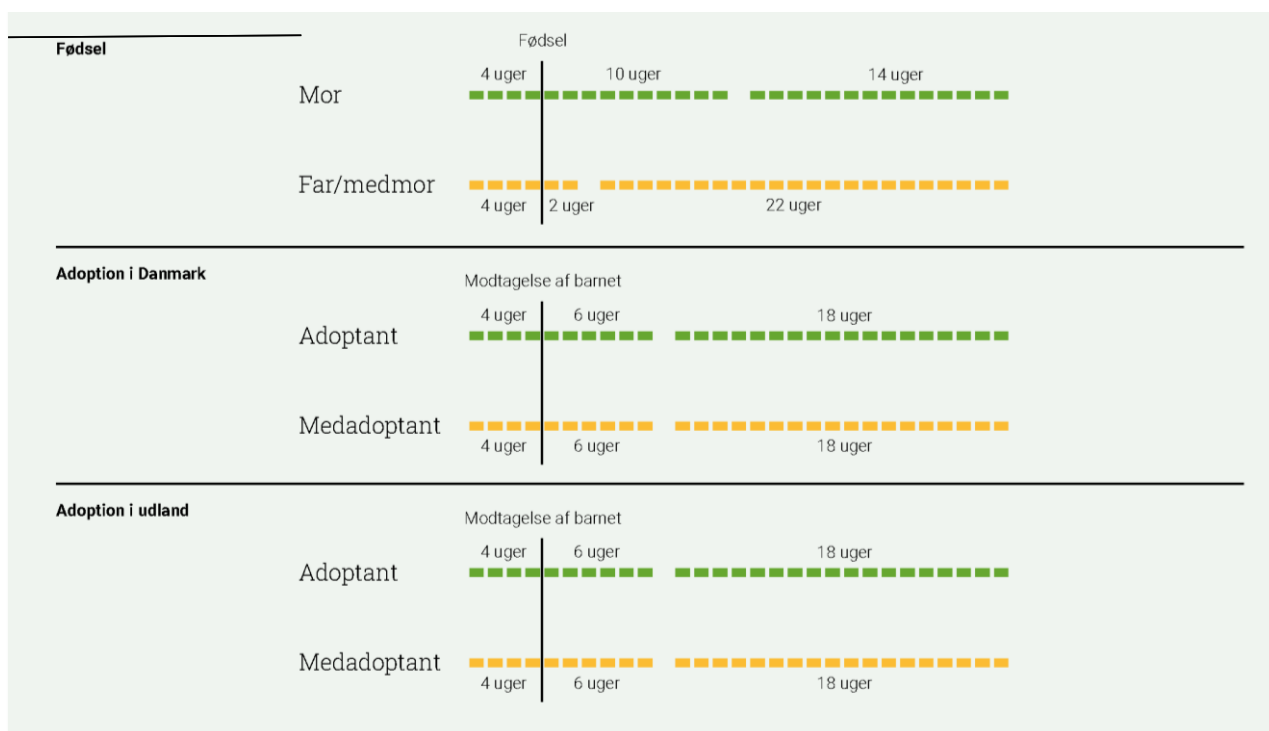 Fødsel
Fødsel
4 uger 10 uger 14 uger
Mor
Far/medmor
4 uger 2 uger 22 uger
Adoption i Danmark
Modtagelse af barnet
4 uger 6 uger 18 uger
Adoptant
Medadoptant
4 uger 6 uger 18 uger
Adoption i udland
Modtagelse af barnet
4 uger 6 uger 18 uger
Adoptant
Medadoptant
4 uger 6 uger 18 uger